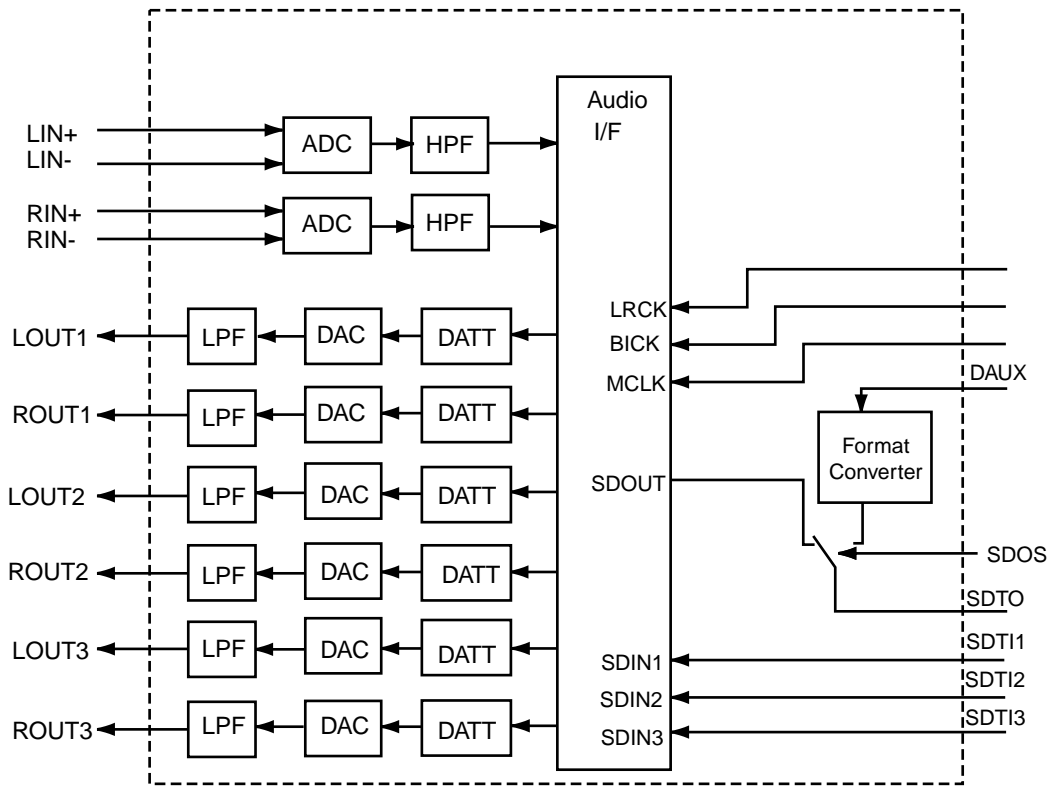 Audio
I/F
LIN+
LIN-
ADC
HPF
RIN+
RIN-
ADC
HPF
LRCK
BICK
MCLK
DAUX
Format
Converter
LOUT1
LPF
DAC
DATT
ROUT1
LPF
DAC
DATT
LOUT2
LPF
DAC
DATT
SDOUT
ROUT2
LPF
DAC
DATT
SDOS
SDTO
LOUT3
LPF
DAC
DATT
SDIN1
SDTI1
SDIN2
SDTI2
ROUT3
LPF
DAC
DATT
SDIN3
SDTI3